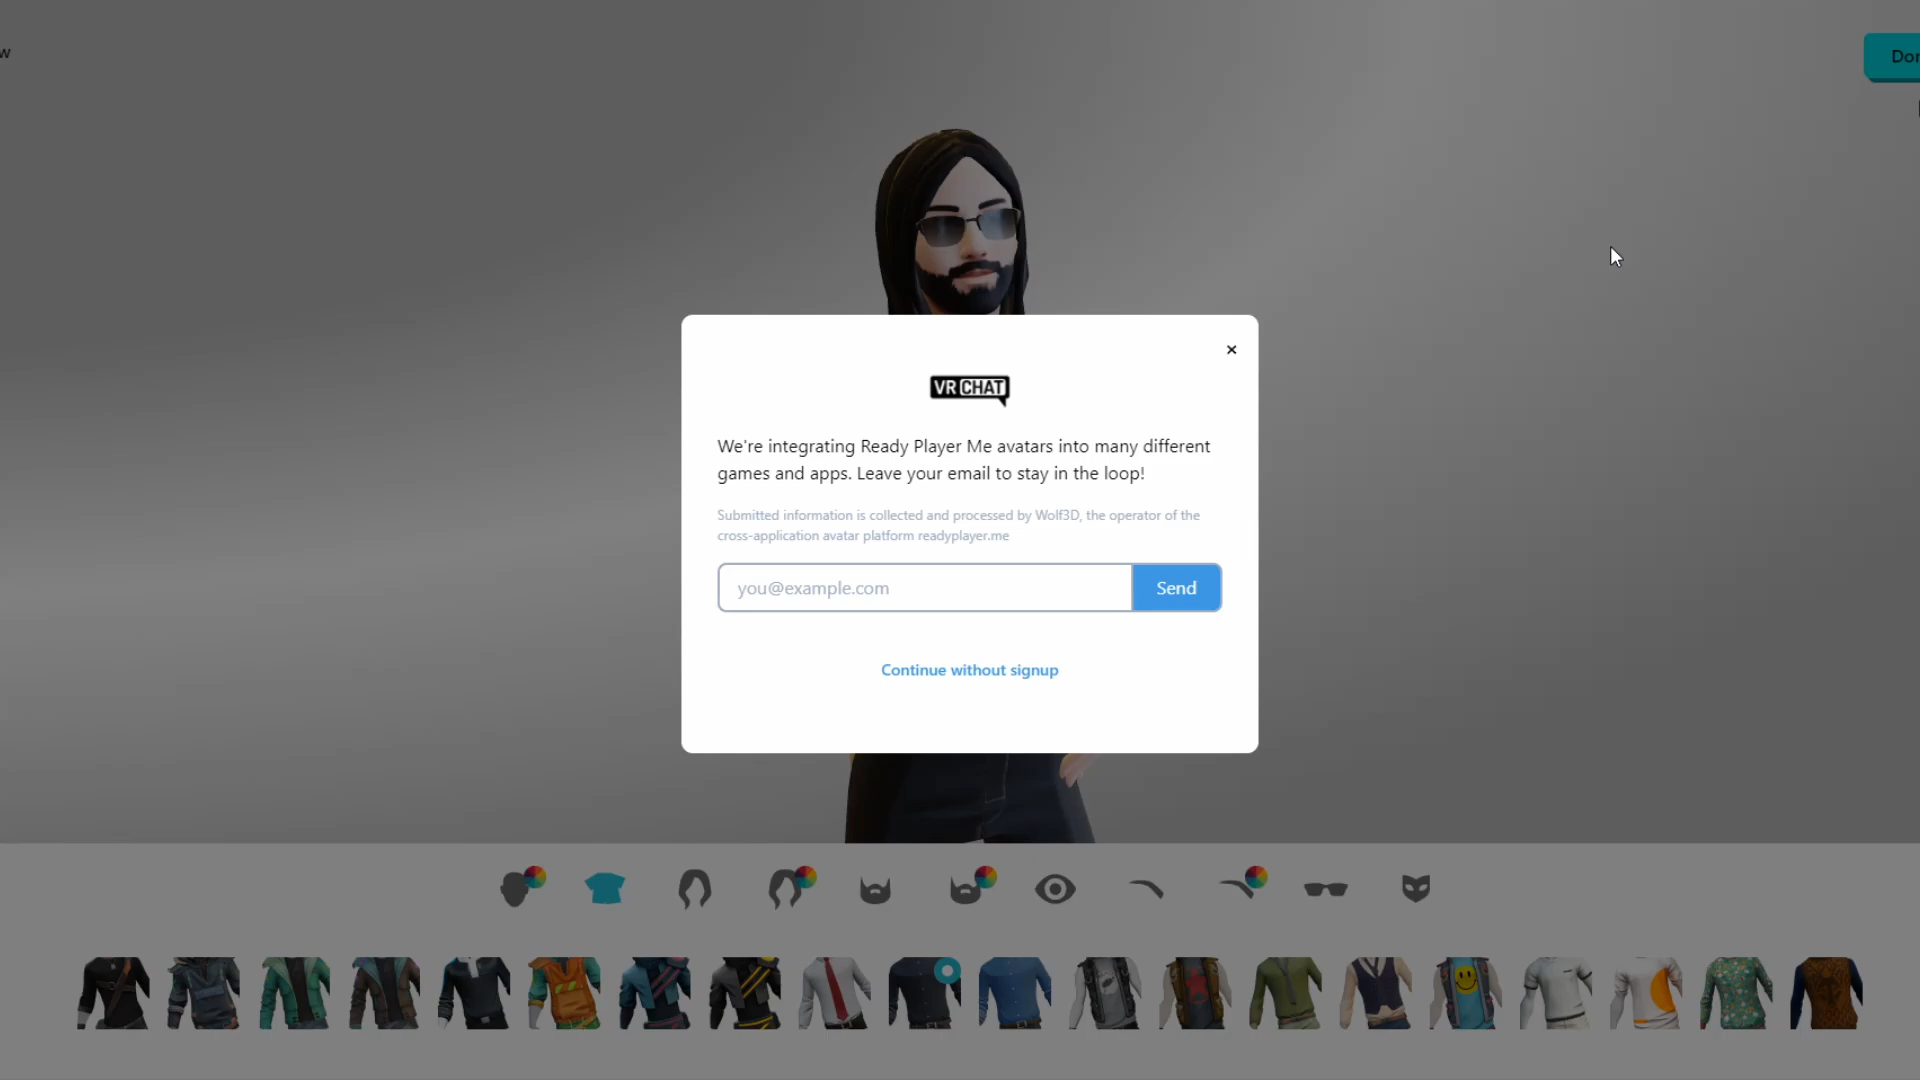 w
Don
×
VR CHAT
We're integrating Ready Player Me avatars into many different
games and apps. Leave your email to stay in the loop!
Submitted information is collected and processed by Wolf3D, the operator of the
cross-application avatar platform readyplayer.me
you@example.com
Send
Continue without signup